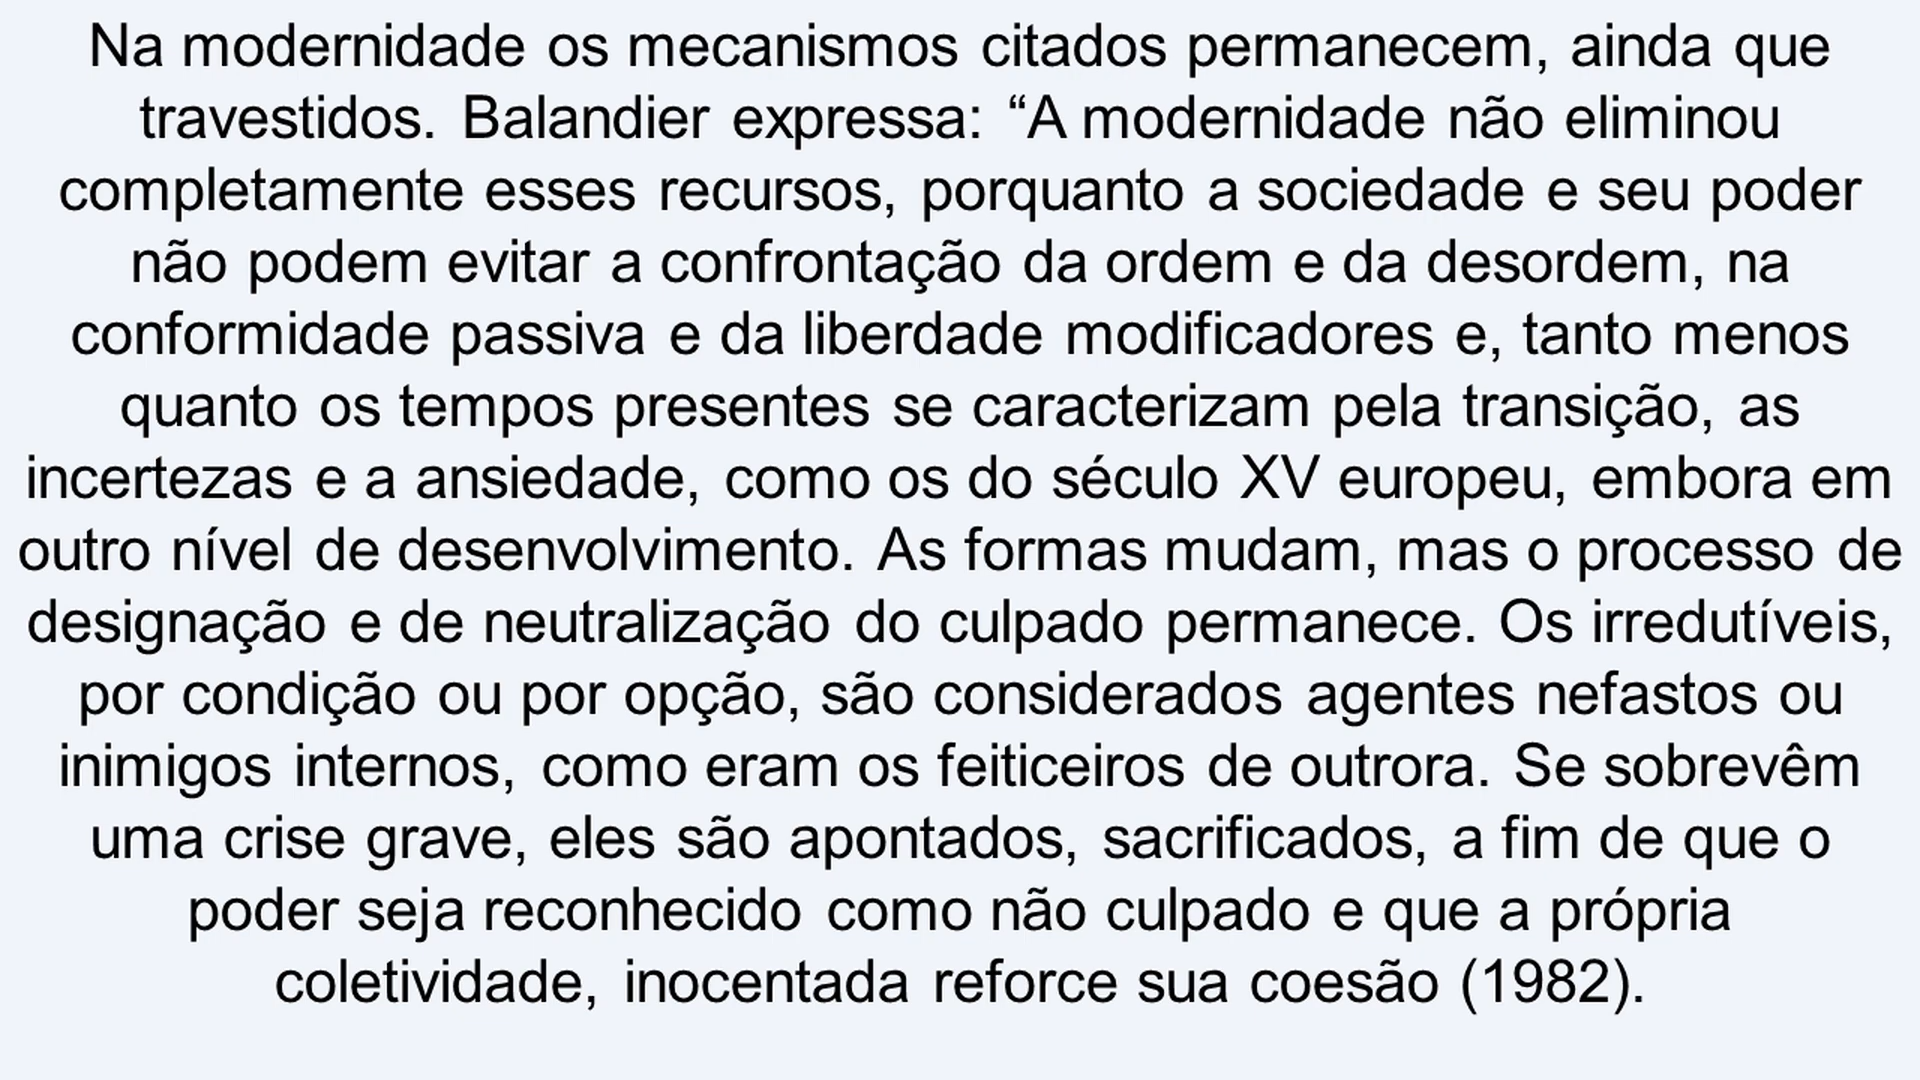 Na modernidade os mecanismos citados permanecem, ainda que
travestidos. Balandier expressa: “A modernidade não eliminou
completamente esses recursos, porquanto a sociedade e seu poder
não podem evitar a confrontação da ordem e da desordem, na
conformidade passiva e da liberdade modificadores e, tanto menos
quanto os tempos presentes se caracterizam pela transição, as
incertezas e a ansiedade, como os do século XV europeu, embora em
outro nível de desenvolvimento. As formas mudam, mas o processo de
designação e de neutralização do culpado permanece. Os irredutíveis,
por condição ou por opção, são considerados agentes nefastos ou
inimigos internos, como eram os feiticeiros de outrora. Se sobrevêm
uma crise grave, eles são apontados, sacrificados, a fim de que o
poder seja reconhecido como não culpado e que a própria
coletividade, inocentada reforce sua coesão (1982).